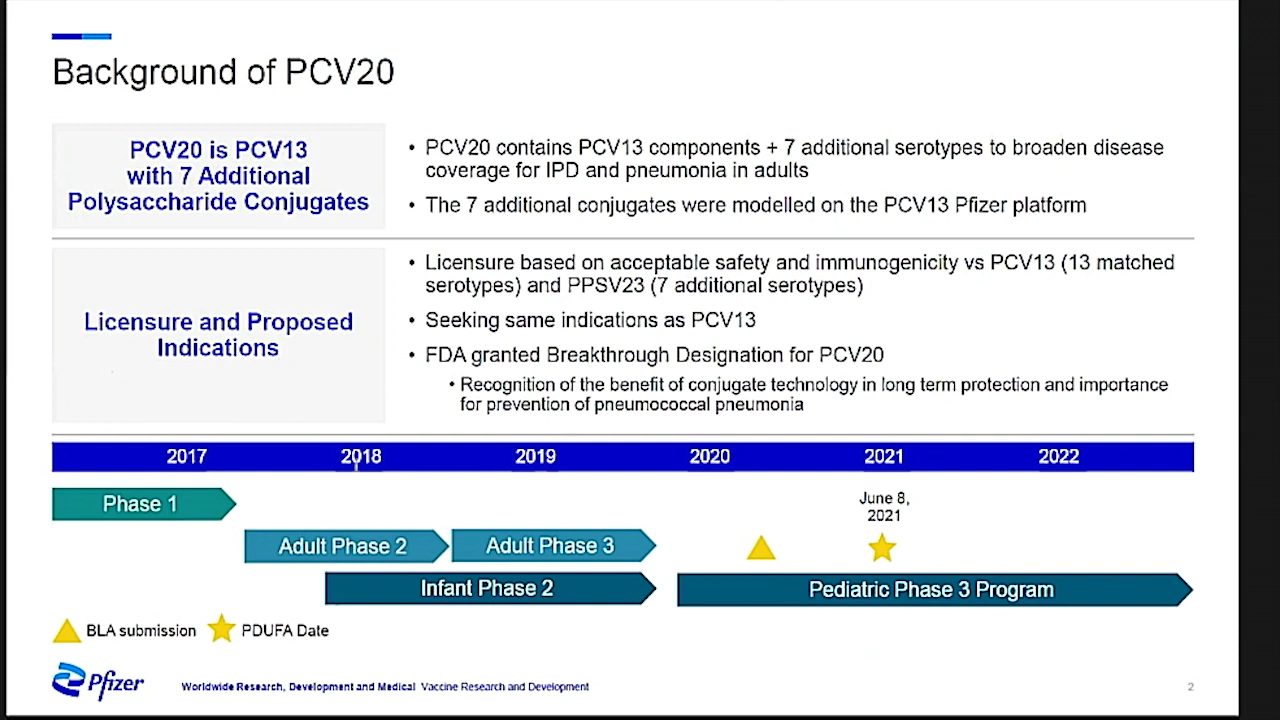 Background of PCV20
PCV20 is PCV13
with 7 Additional
Polysaccharide Conjugates
• PCV20 contains PCV13 components + 7 additional serotypes to broaden disease
coverage for IPD and pneumonia in adults
• The 7 additional conjugates were modelled on the PCV13 Pfizer platform
Licensure and Proposed
Indications
• Licensure based on acceptable safety and immunogenicity vs PCV13 (13 matched
serotypes) and PPSV23 (7 additional serotypes)
• Seeking same indications as PCV13
• FDA granted Breakthrough Designation for PCV20
• Recognition of the benefit of conjugate technology in long term protection and importance
for prevention of pneumococcal pneumonia
2017 2018 2019 2020 2021 2022
Phase 1
June 8,
2021
Adult Phase 2 Adult Phase 3
Infant Phase 2 Pediatric Phase 3 Program
BLA submission PDUFA Date
Pfizer Worldwide Research, Development and Medical Vaccine Research and Development 2